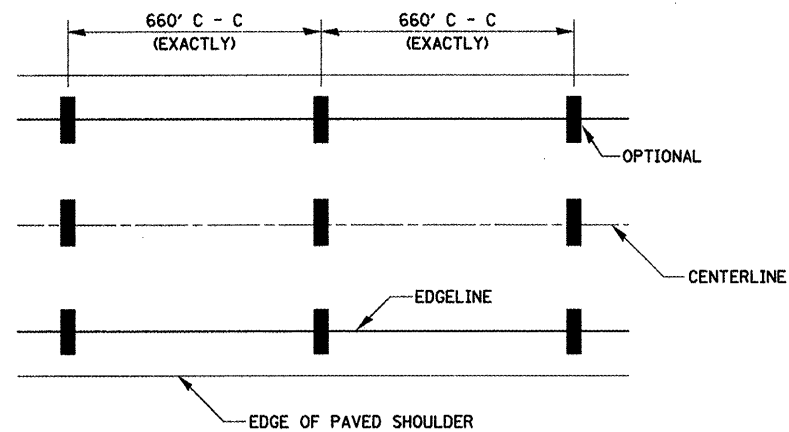 660' C - C
(EXACTLY)
660' C - C
(EXACTLY)
OPTIONAL
CENTERLINE
EDGELINE
EDGE OF PAVED SHOULDER